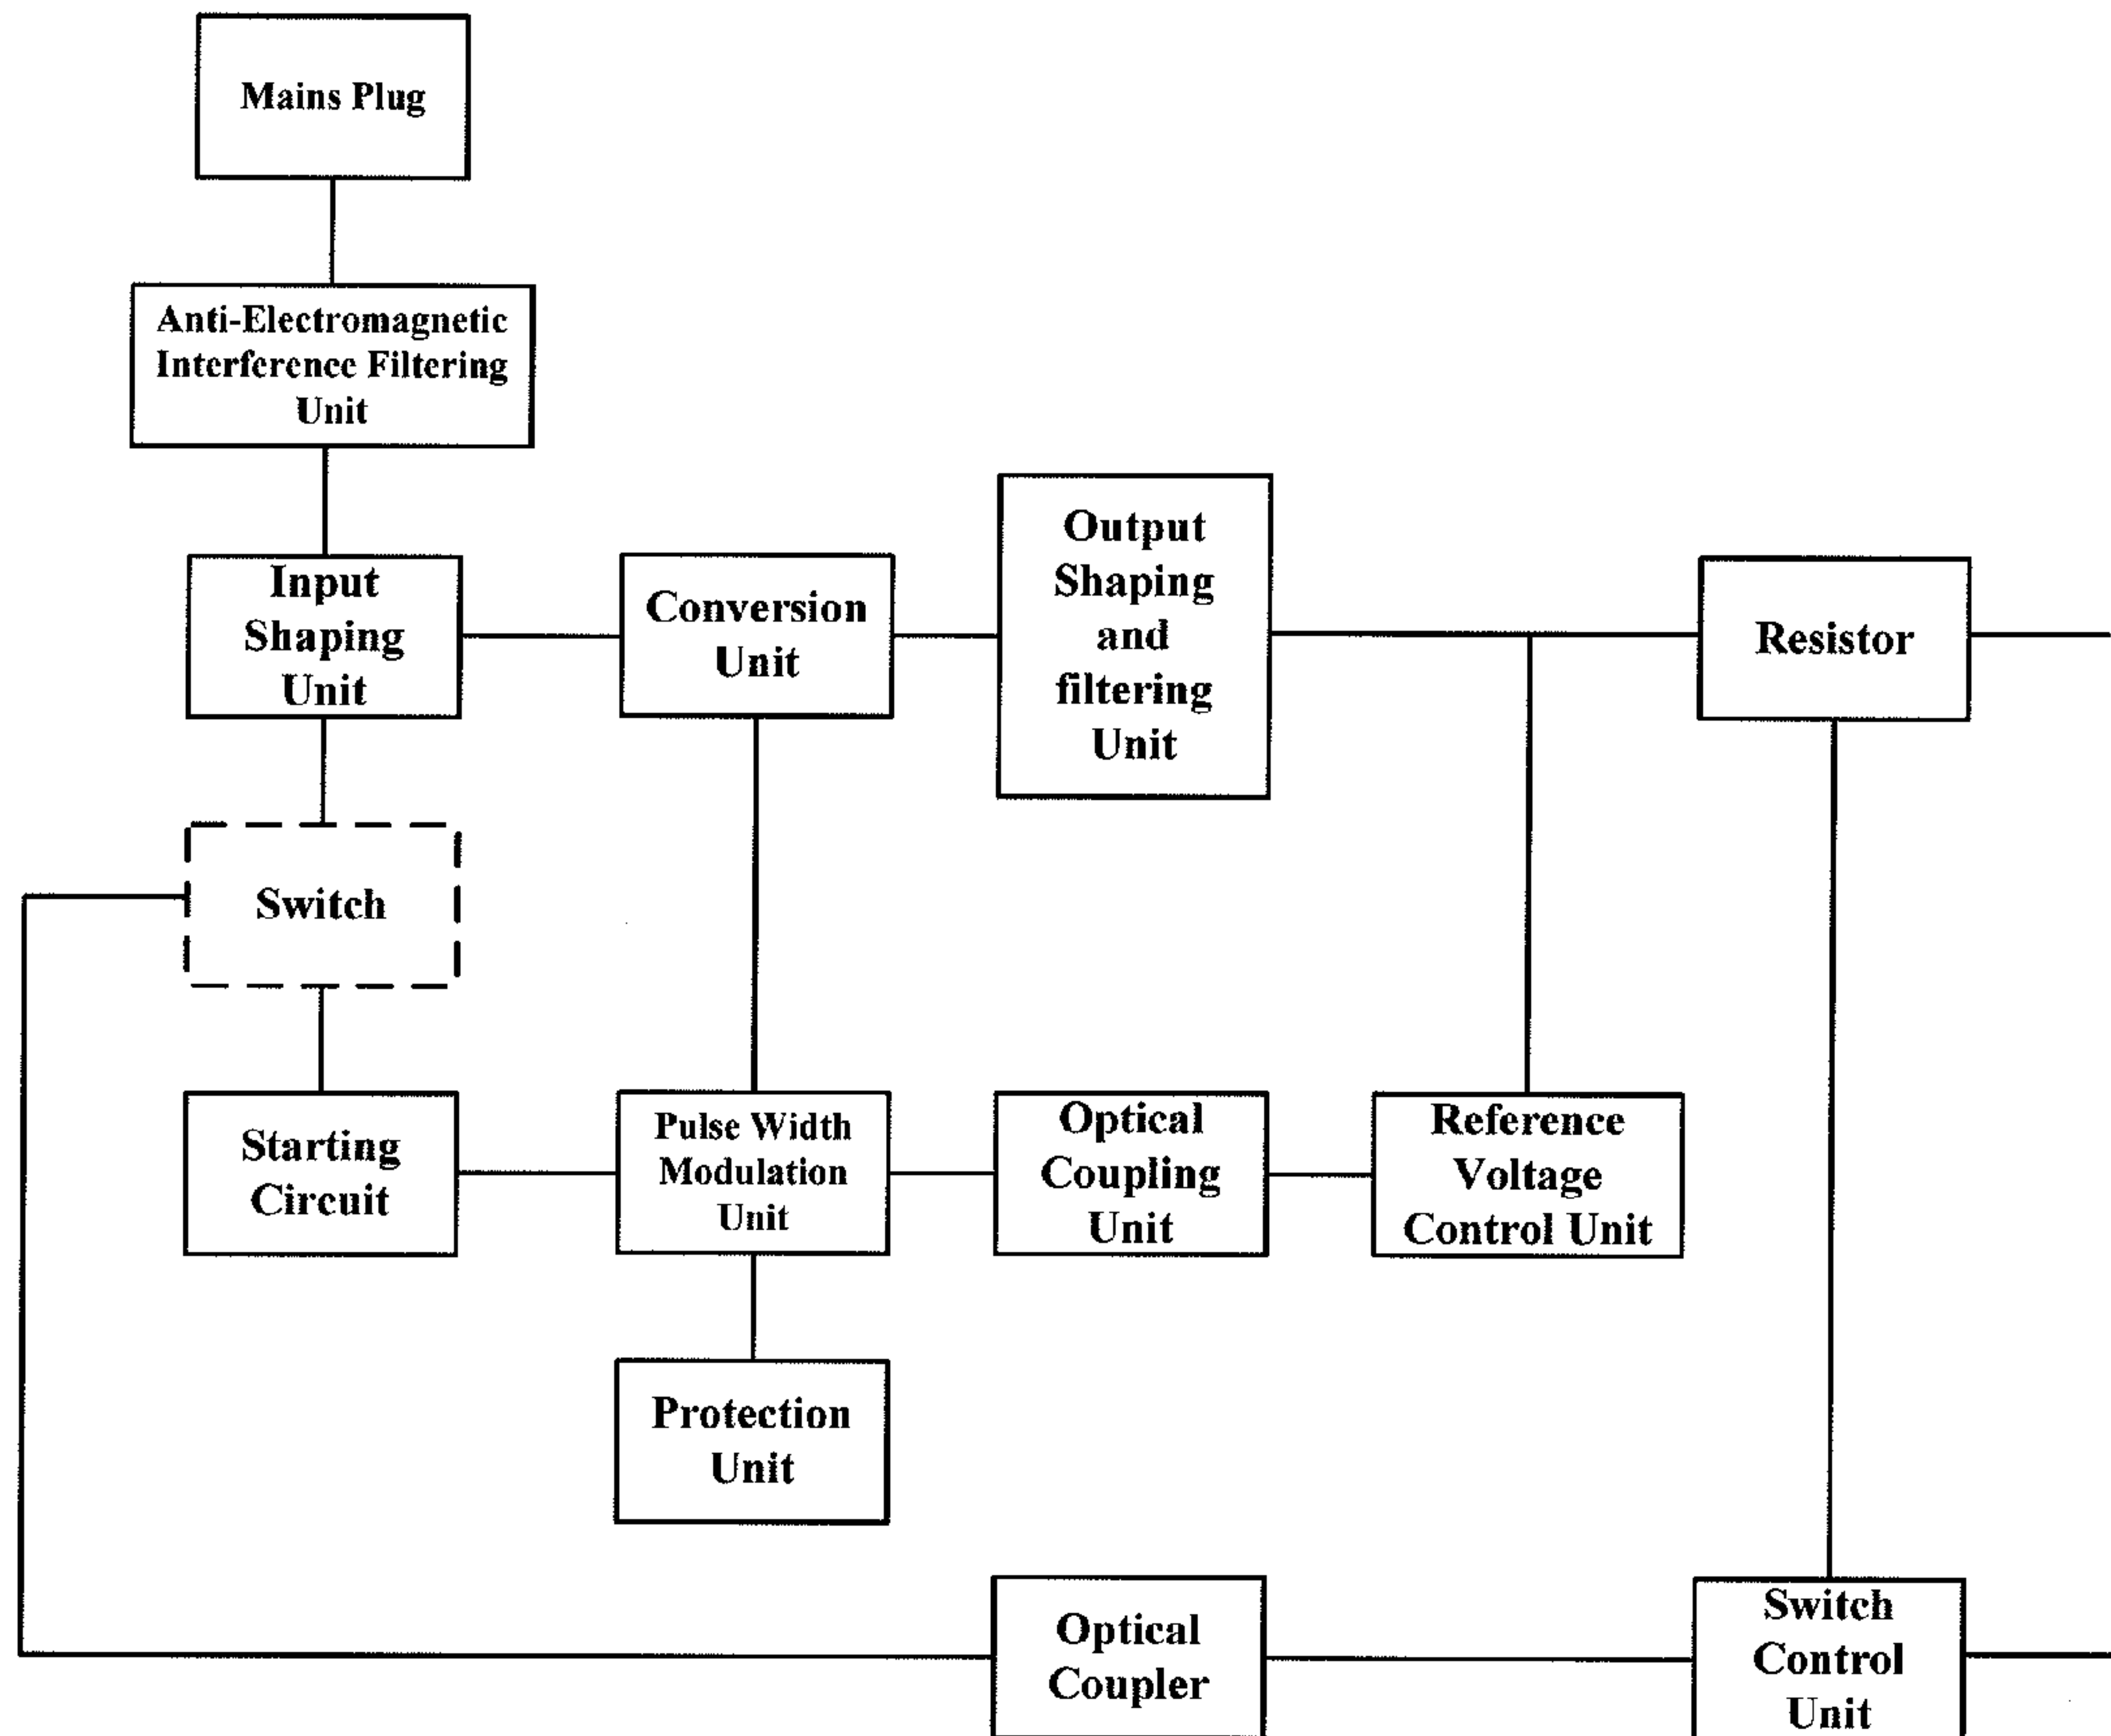 Mains Plug
Anti-Electromagnetic
Interference Filtering
Unit
Input
Shaping
Unit
Conversion
Unit
Output
Shaping
and
filtering
Unit
Resistor
Switch
Starting
Circuit
Pulse Width
Modulation
Unit
Optical
Coupling
Unit
Reference
Voltage
Control Unit
Protection
Unit
Optical
Coupler
Switch
Control
Unit